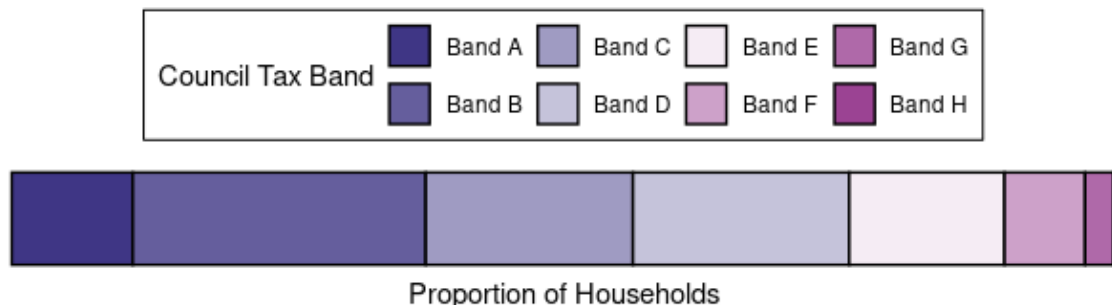 Council Tax Band
Band A
Band C
Band E
Band G
Band B
Band D
Band F
Band H
Proportion of Households